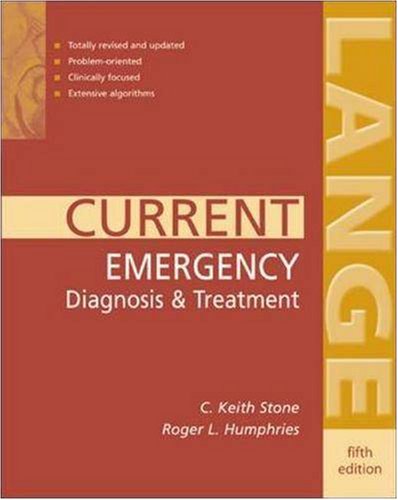 Totally revised and updated
Problem-oriented
Clinically focused
Extensive algorithms
LANGE
CURRENT
EMERGENCY
Diagnosis & Treatment
C. Keith Stone
Roger L. Humphries
fifth
edition